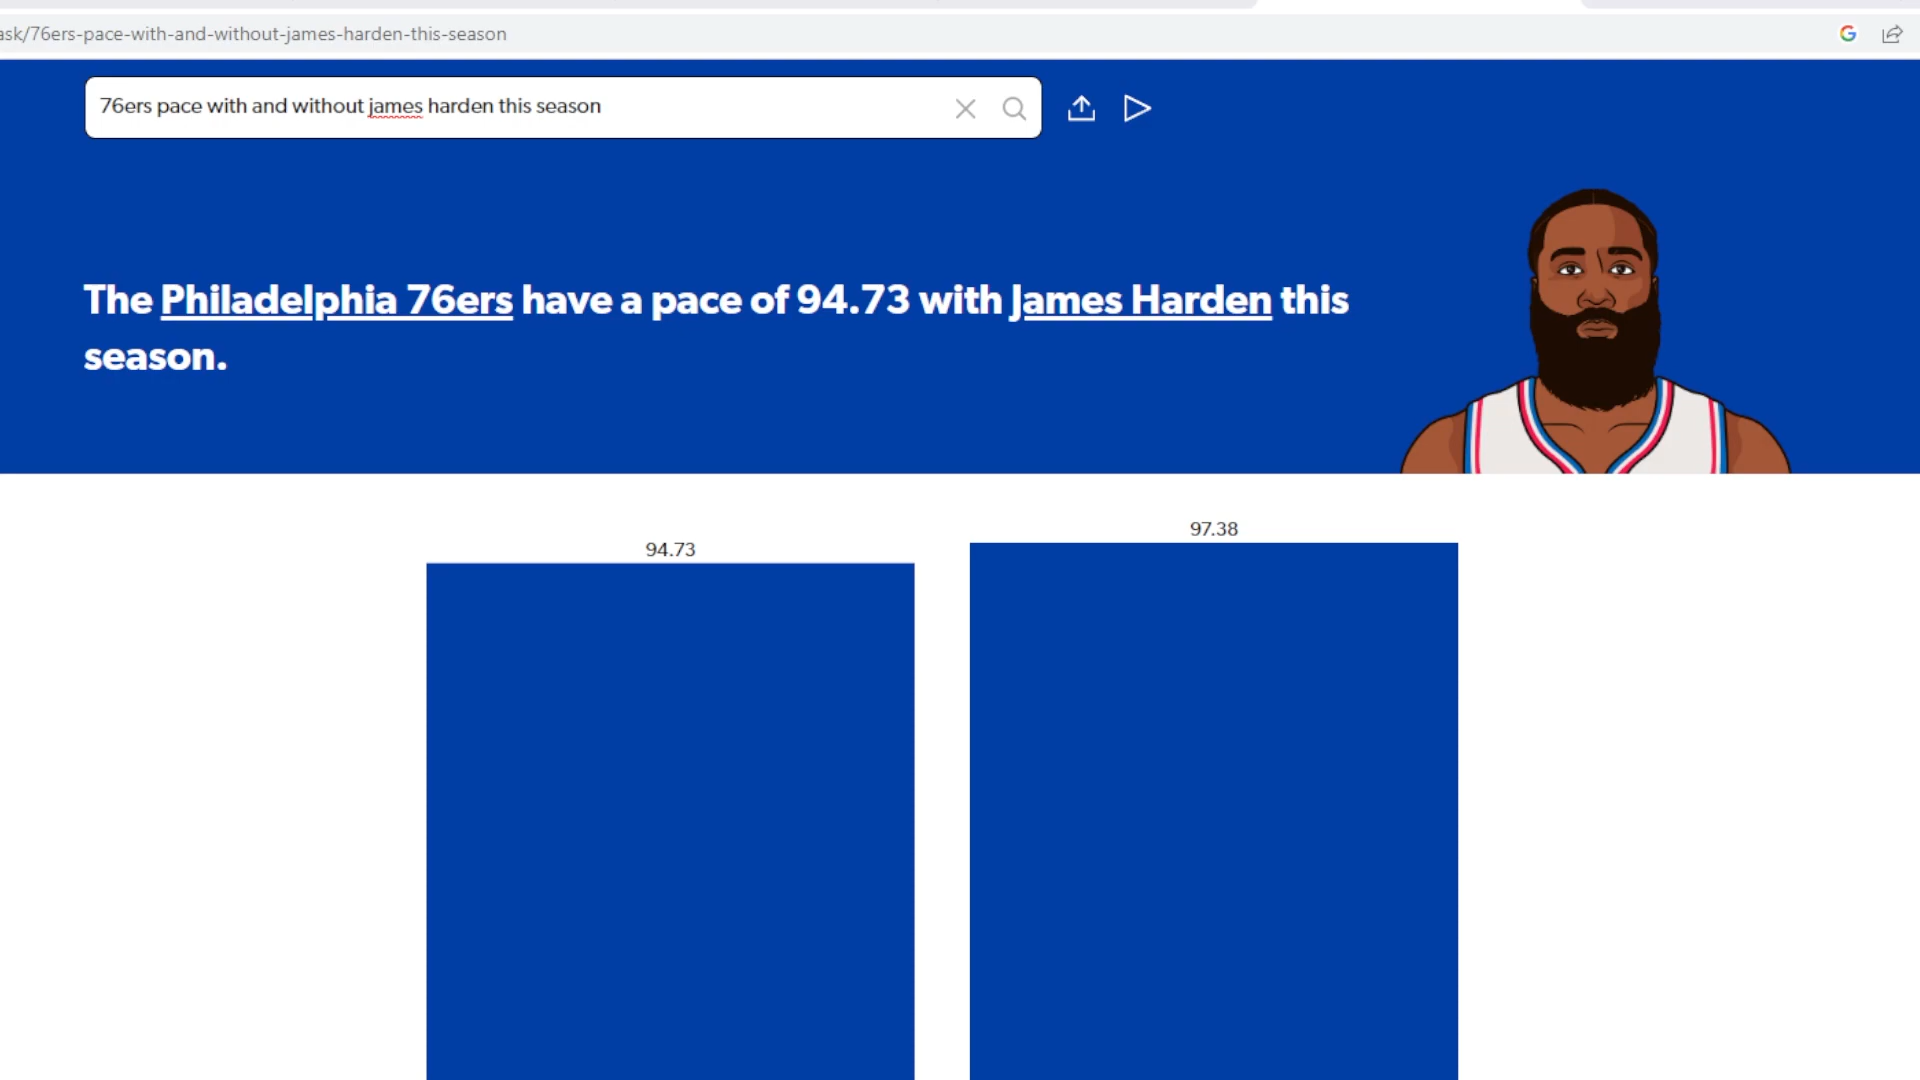 ask/76ers-pace-with-and-without-james-harden-this-season
76ers pace with and without james harden this season
The Philadelphia 76ers have a pace of 94.73 with James Harden this
season.
94.73
97.38